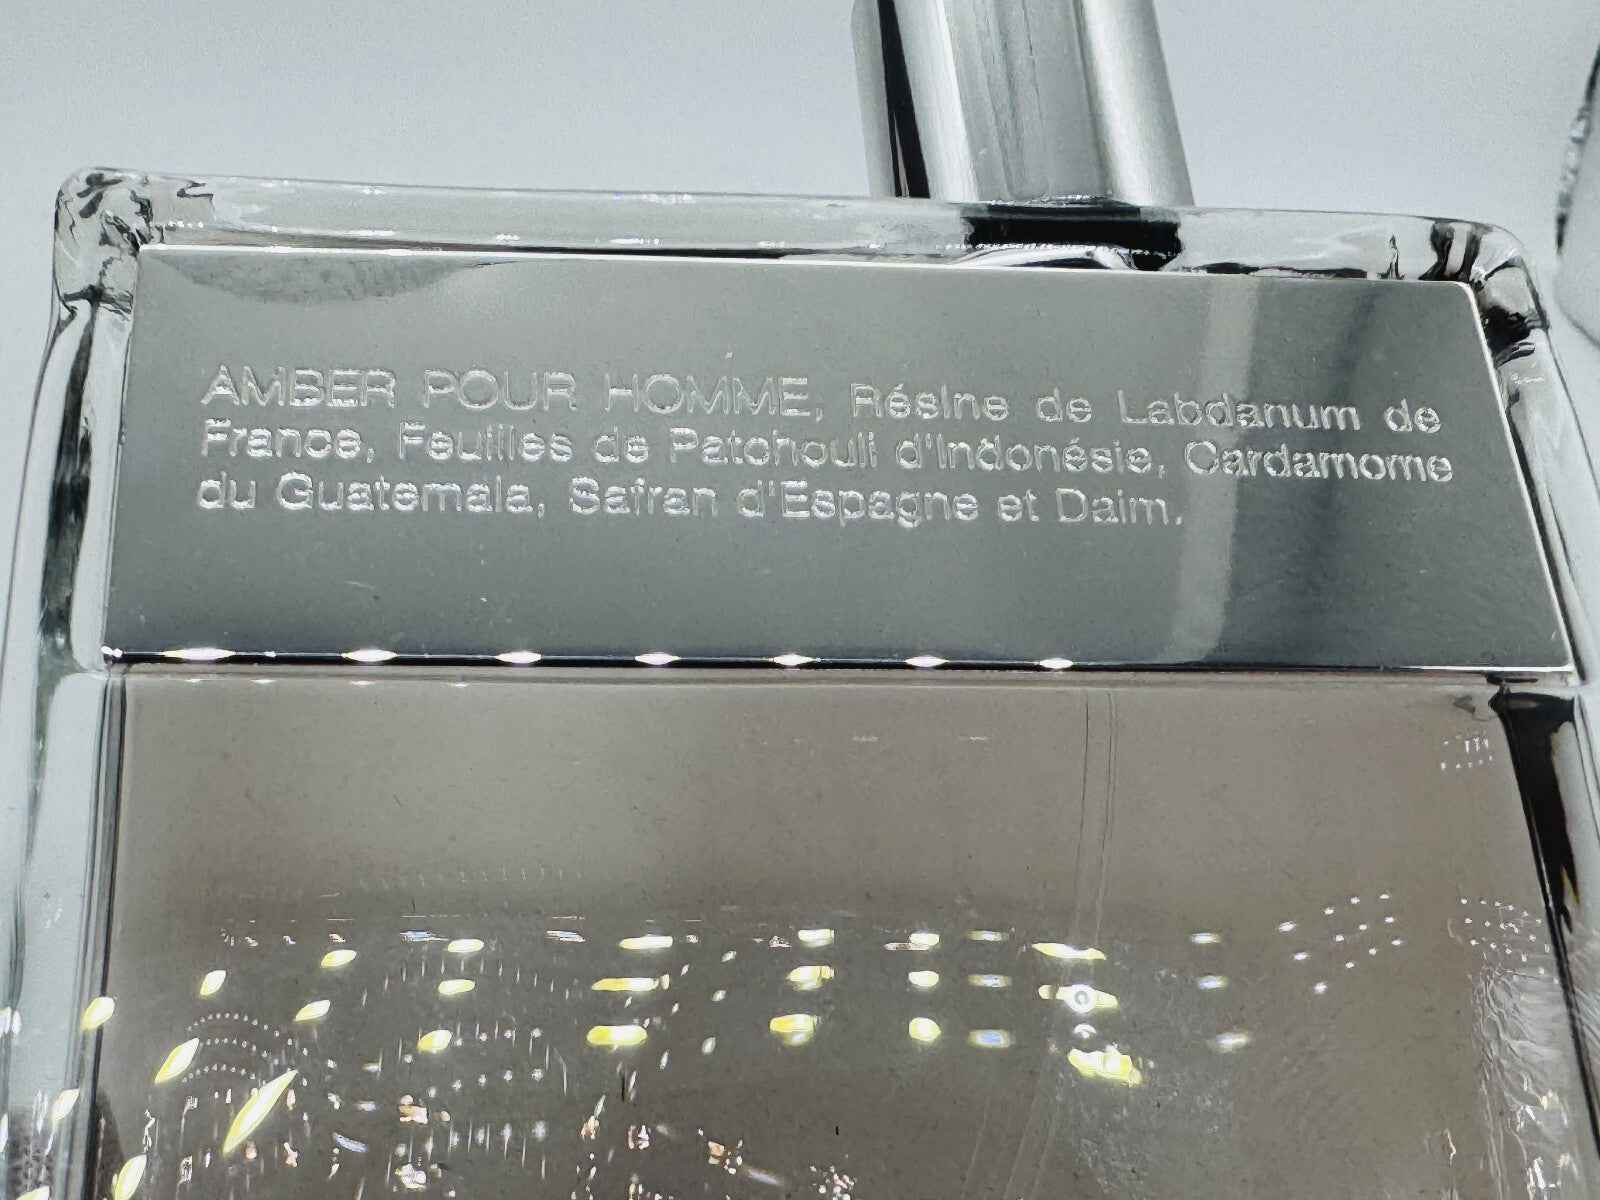 AMBER POUR HOMME, Résine de Labdanum de
France, Feuilles de Patchouli d'Indonésie, Cardamome
du Guatemala, Safran d'Espagne et Daim.